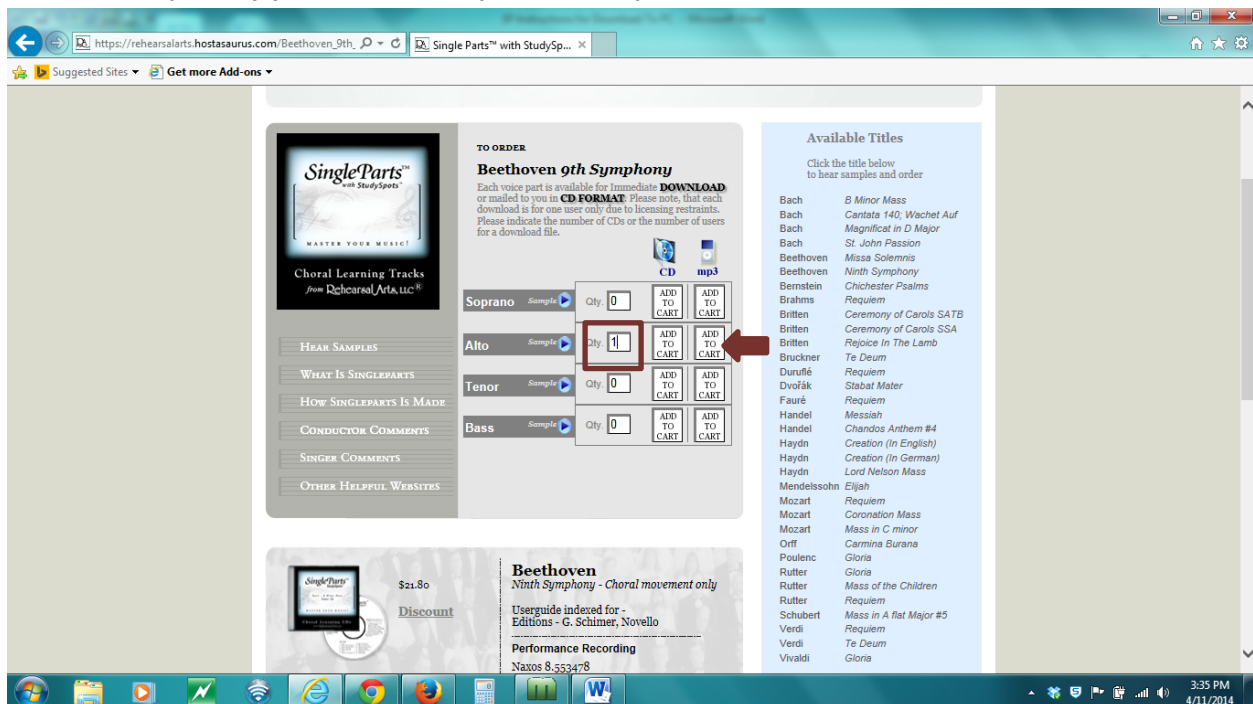 https://rehearsalarts.hostasaurus.com/Beethoven_9th_
Single Parts™ with StudySp...
Suggested Sites
Get more Add-ons
SingleParts™
with StudySpots™
MASTER YOUR MUSIC!
Choral Learning Tracks
from Rehearsal Arts, LLC®
HEAR SAMPLES
WHAT IS SINGLEPARTS
HOW SINGLEPARTS IS MADE
CONDUCTOR COMMENTS
SINGER COMMENTS
OTHER HELPFUL WEBSITES
TO ORDER
Beethoven 9th Symphony
Each voice part is available for Immediate DOWNLOAD
or mailed to you in CD FORMAT. Please note, that each
download is for one user only due to licensing restraints.
Please indicate the number of CDs or the number of users
for a download file.
CD mp3
Soprano Sample Qty. 0 ADD TO CART ADD TO CART
Alto Sample Qty. 1 ADD TO CART ADD TO CART
Tenor Sample Qty. 0 ADD TO CART ADD TO CART
Bass Sample Qty. 0 ADD TO CART ADD TO CART
SingleParts™
$21.80
Discount
Beethoven
Ninth Symphony - Choral movement only
Userguide indexed for -
Editions - G. Schimer, Novello
Performance Recording
Naxos 8.553478
Available Titles
Click the title below
to hear samples and order
Bach B Minor Mass
Bach Cantata 140; Wachet Auf
Bach Magnificat in D Major
Bach St. John Passion
Beethoven Missa Solemnis
Beethoven Ninth Symphony
Bernstein Chichester Psalms
Brahms Requiem
Britten Ceremony of Carols SATB
Britten Ceremony of Carols SSA
Britten Rejoice In The Lamb
Bruckner Te Deum
Duruflé Requiem
Dvořák Stabat Mater
Fauré Requiem
Handel Messiah
Handel Chandos Anthem #4
Haydn Creation (In English)
Haydn Creation (In German)
Haydn Lord Nelson Mass
Mendelssohn Elijah
Mozart Requiem
Mozart Coronation Mass
Mozart Mass in C minor
Orff Carmina Burana
Poulenc Gloria
Rutter Gloria
Rutter Mass of the Children
Rutter Requiem
Schubert Mass in A flat Major #5
Verdi Requiem
Verdi Te Deum
Vivaldi Gloria
3:35 PM
4/11/2014